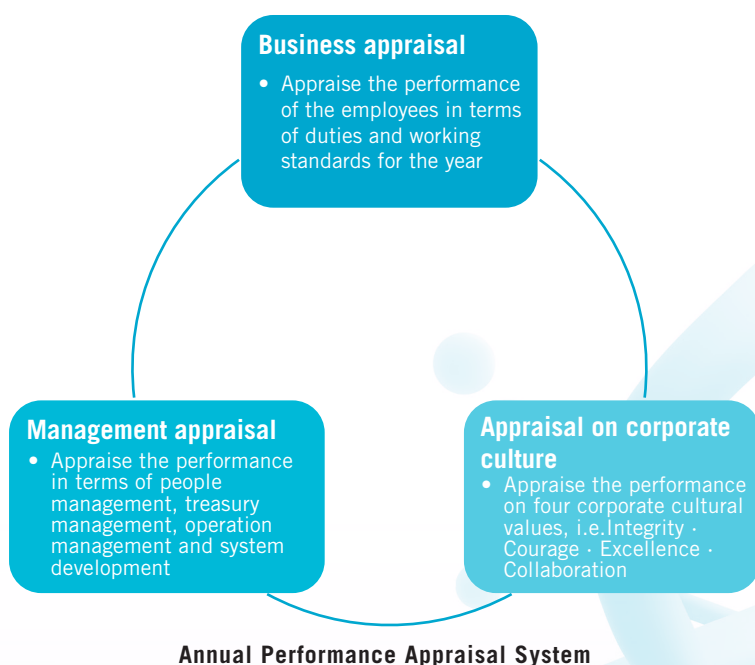 Business appraisal
• Appraise the performance
of the employees in terms
of duties and working
standards for the year
Management appraisal
• Appraise the performance
in terms of people
management, treasury
management, operation
management and system
development
Appraisal on corporate
culture
• Appraise the performance
on four corporate cultural
values, i.e.Integrity ·
Courage · Excellence ·
Collaboration
Annual Performance Appraisal System